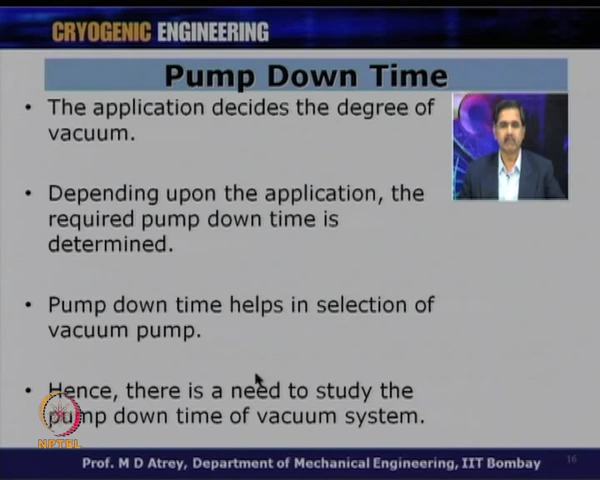 CRYOGENIC ENGINEERING
Pump Down Time
• The application decides the degree of
vacuum.
• Depending upon the application, the
required pump down time is
determined.
• Pump down time helps in selection of
vacuum pump.
• Hence, there is a need to study the
pump down time of vacuum system.
NPTEL
Prof. M D Atrey, Department of Mechanical Engineering, IIT Bombay
16